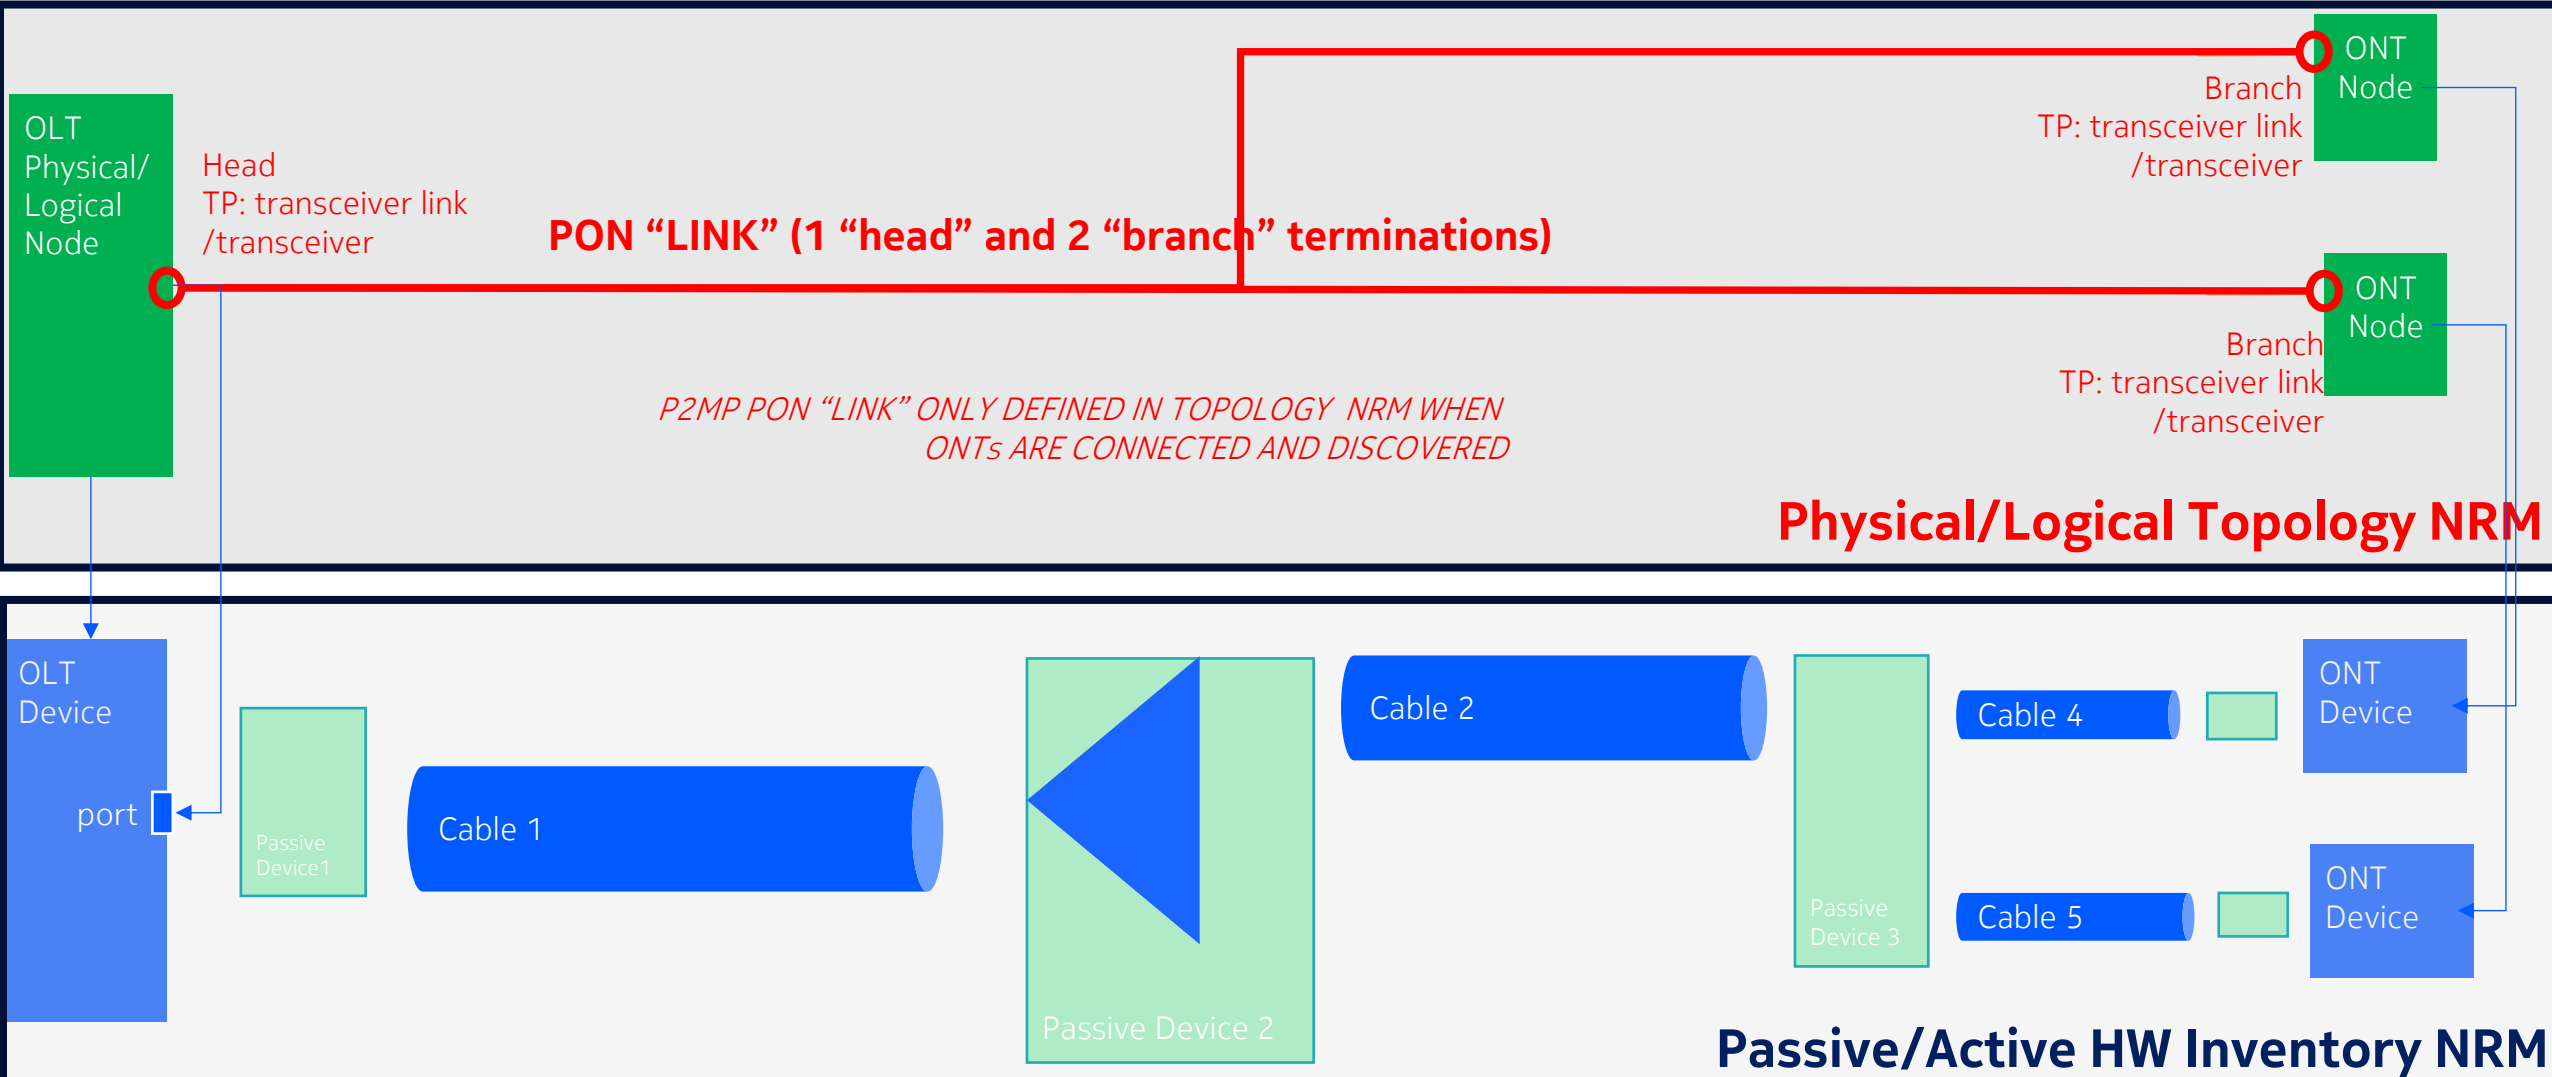 ONT
Node
Branch
TP: transceiver link
/transceiver
OLT
Physical/
Logical
Node
Head
TP: transceiver link
/transceiver
PON “LINK” (1 “head” and 2 “branch” terminations)
ONT
Node
Branch
TP: transceiver link
/transceiver
P2MP PON “LINK” ONLY DEFINED IN TOPOLOGY NRM WHEN
ONTs ARE CONNECTED AND DISCOVERED
Physical/Logical Topology NRM
OLT
Device
port
Passive
Device1
Cable 1
Passive Device 2
Cable 2
Passive
Device 3
Cable 4
ONT
Device
Cable 5
ONT
Device
Passive/Active HW Inventory NRM